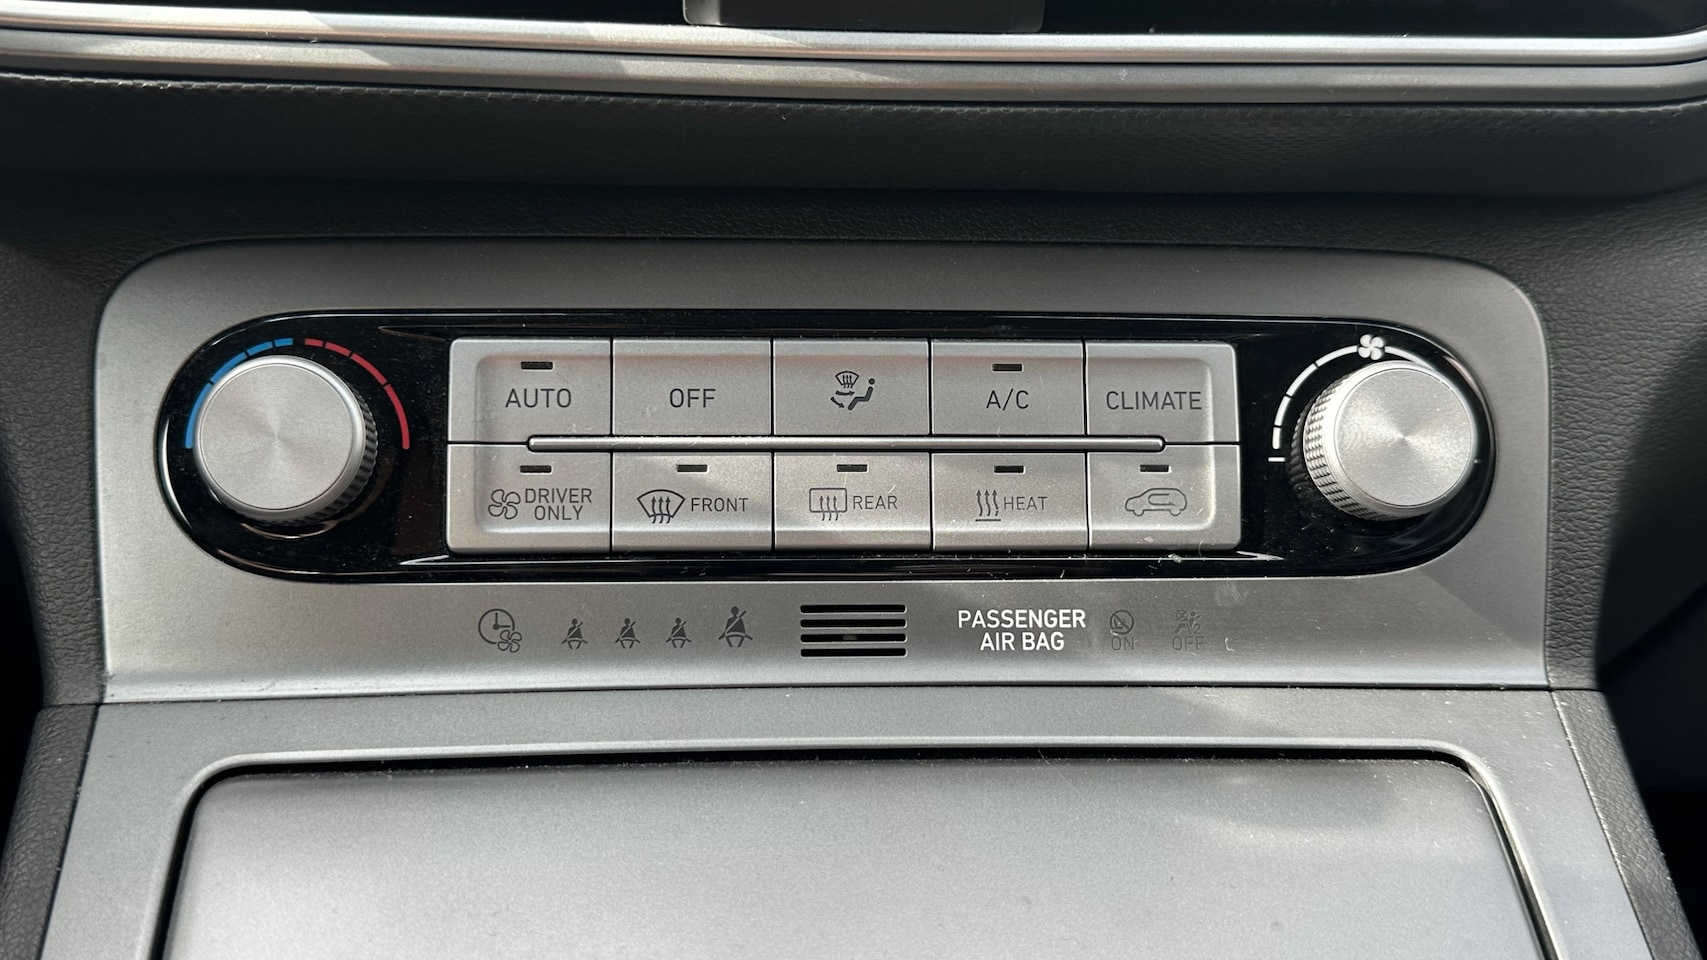 AUTO
OFF
A/C
CLIMATE
DRIVER
ONLY
FRONT
REAR
HEAT
PASSENGER
AIR BAG
ON
OFF